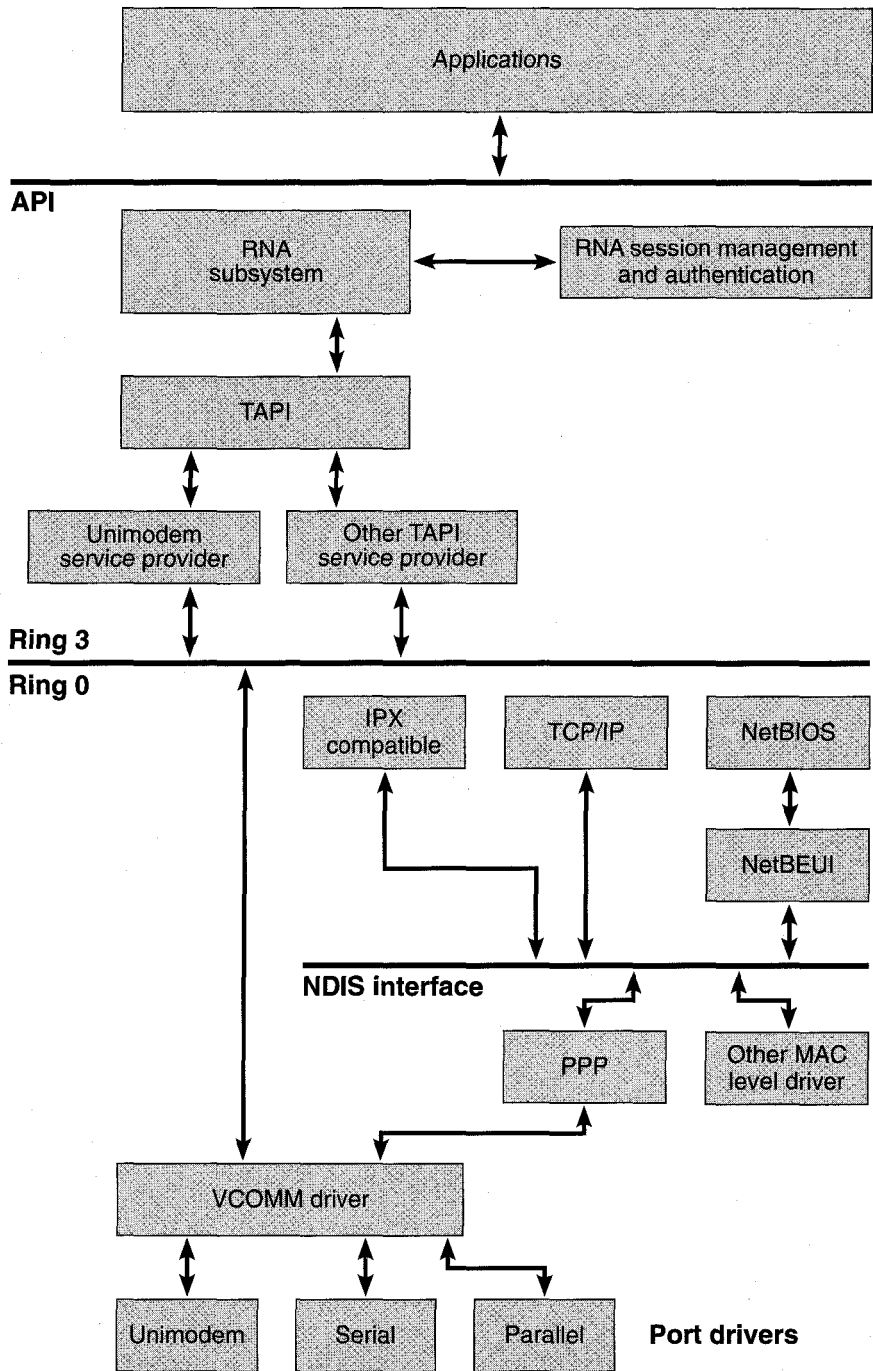 Applications
API
RNA
subsystem
RNA session management
and authentication
TAPI
Unimodem
service provider
Other TAPI
service provider
Ring 3
Ring 0
IPX
compatible
TCP/IP
NetBIOS
NetBEUI
NDIS interface
PPP
Other MAC
level driver
VCOMM driver
Unimodem
Serial
Parallel
Port drivers